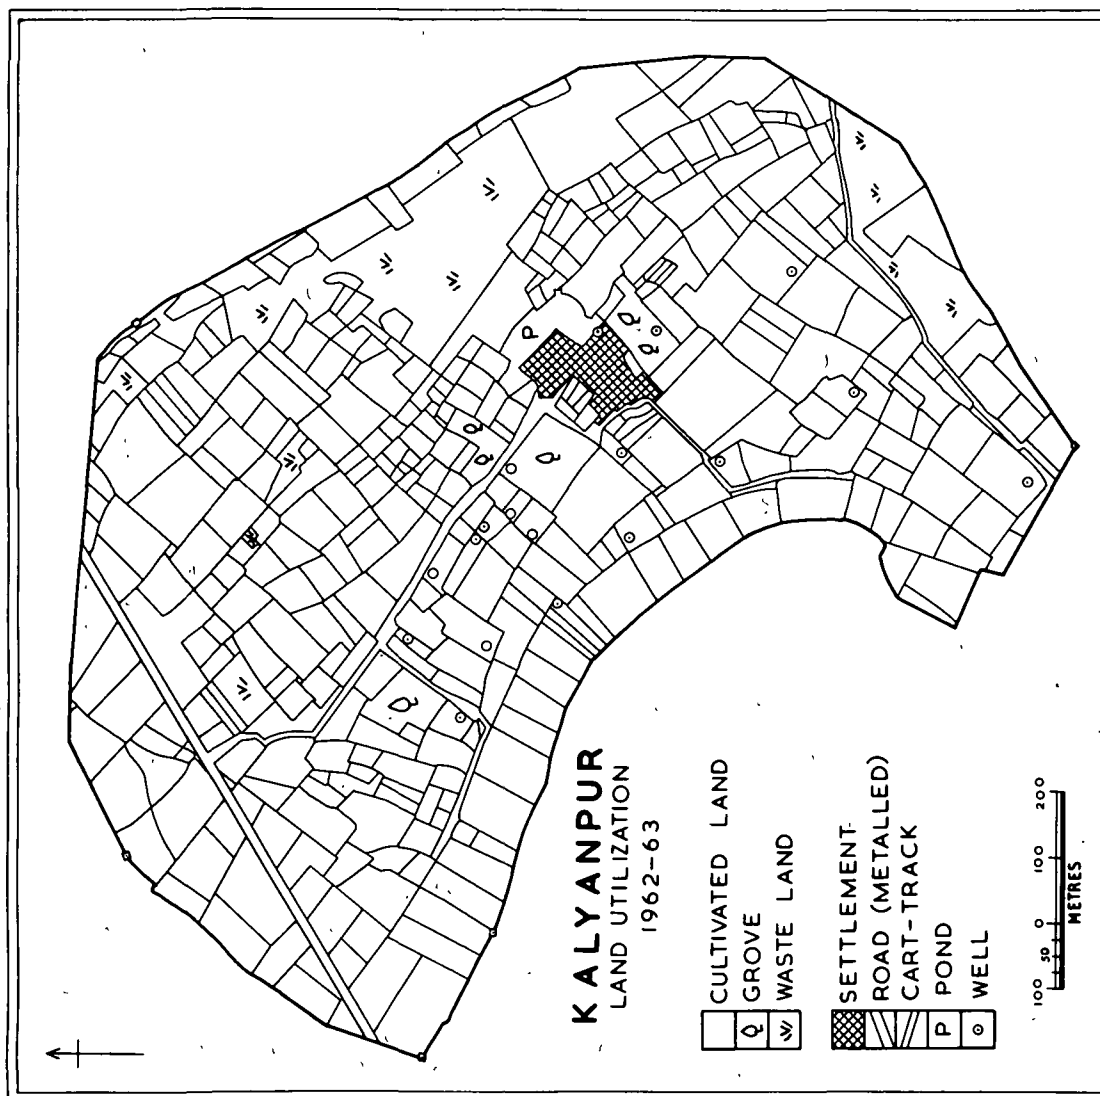 KALYANPUR
LAND UTILIZATION
1962-63
CULTIVATED LAND
GROVE
WASTE LAND
SETTLEMENT
ROAD (METALLED)
CART-TRACK
P POND
WELL
100 50 0 100 200
METRES
P